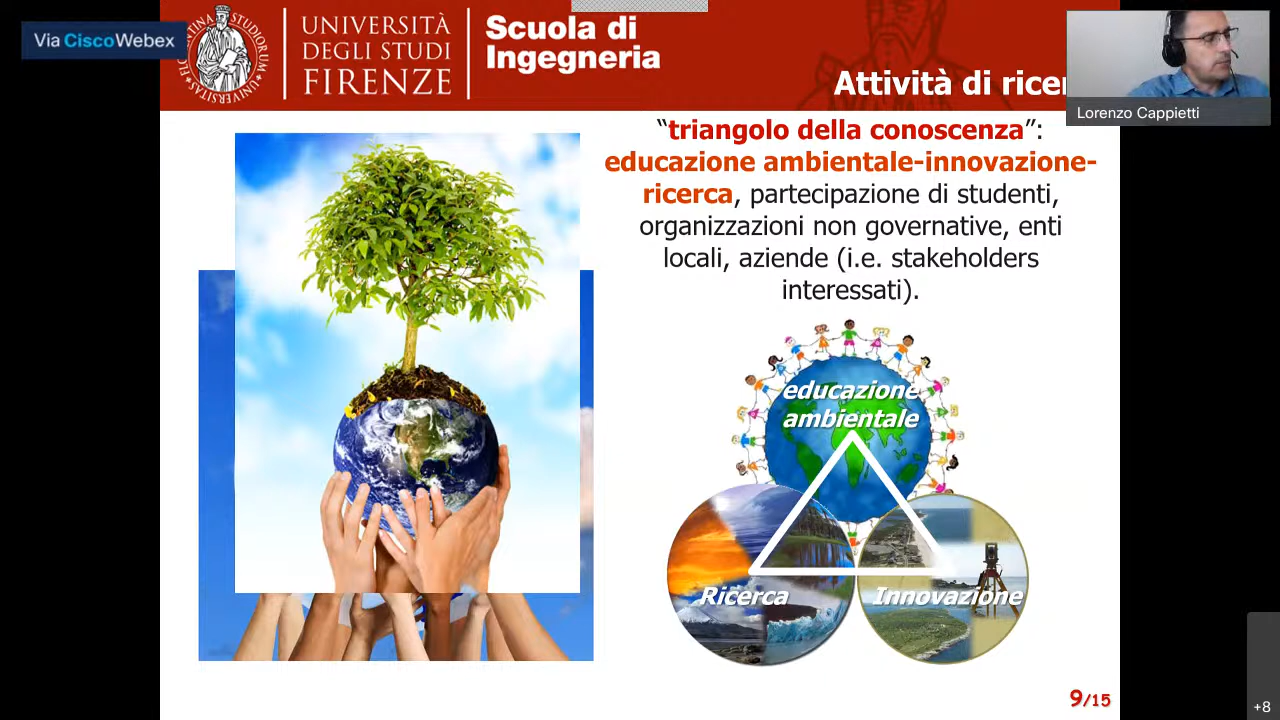 Via CiscoWebex
UNIVERSITÀ
DEGLI STUDI
FIRENZE
Scuola di
Ingegneria
Attività di ricer
Lorenzo Cappietti
“triangolo della conoscenza”:
educazione ambientale-innovazione-
ricerca, partecipazione di studenti,
organizzazioni non governative, enti
locali, aziende (i.e. stakeholders
interessati).
educazione
ambientale
Ricerca
Innovazione
9/15
+8